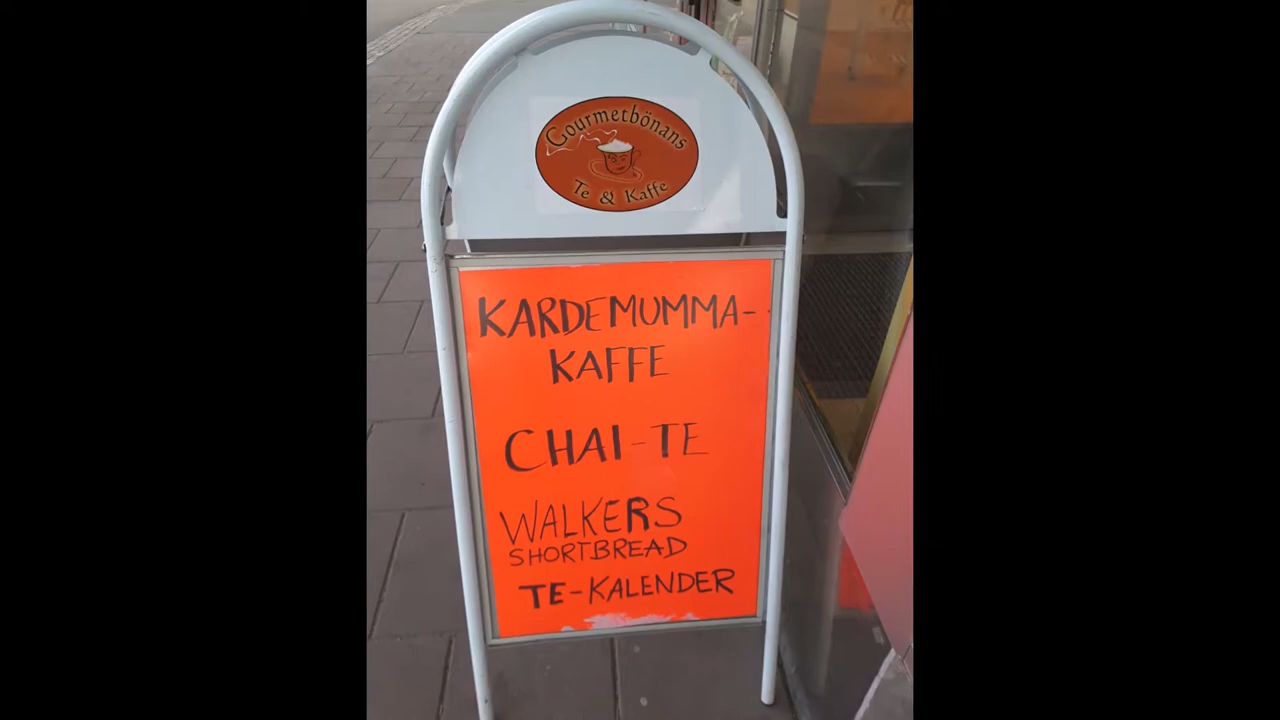 Gourmetbönans
Te & Kaffe
KARDEMUMMA-
KAFFE
CHAI-TE
WALKERS
SHORTBREAD
TE-KALENDER